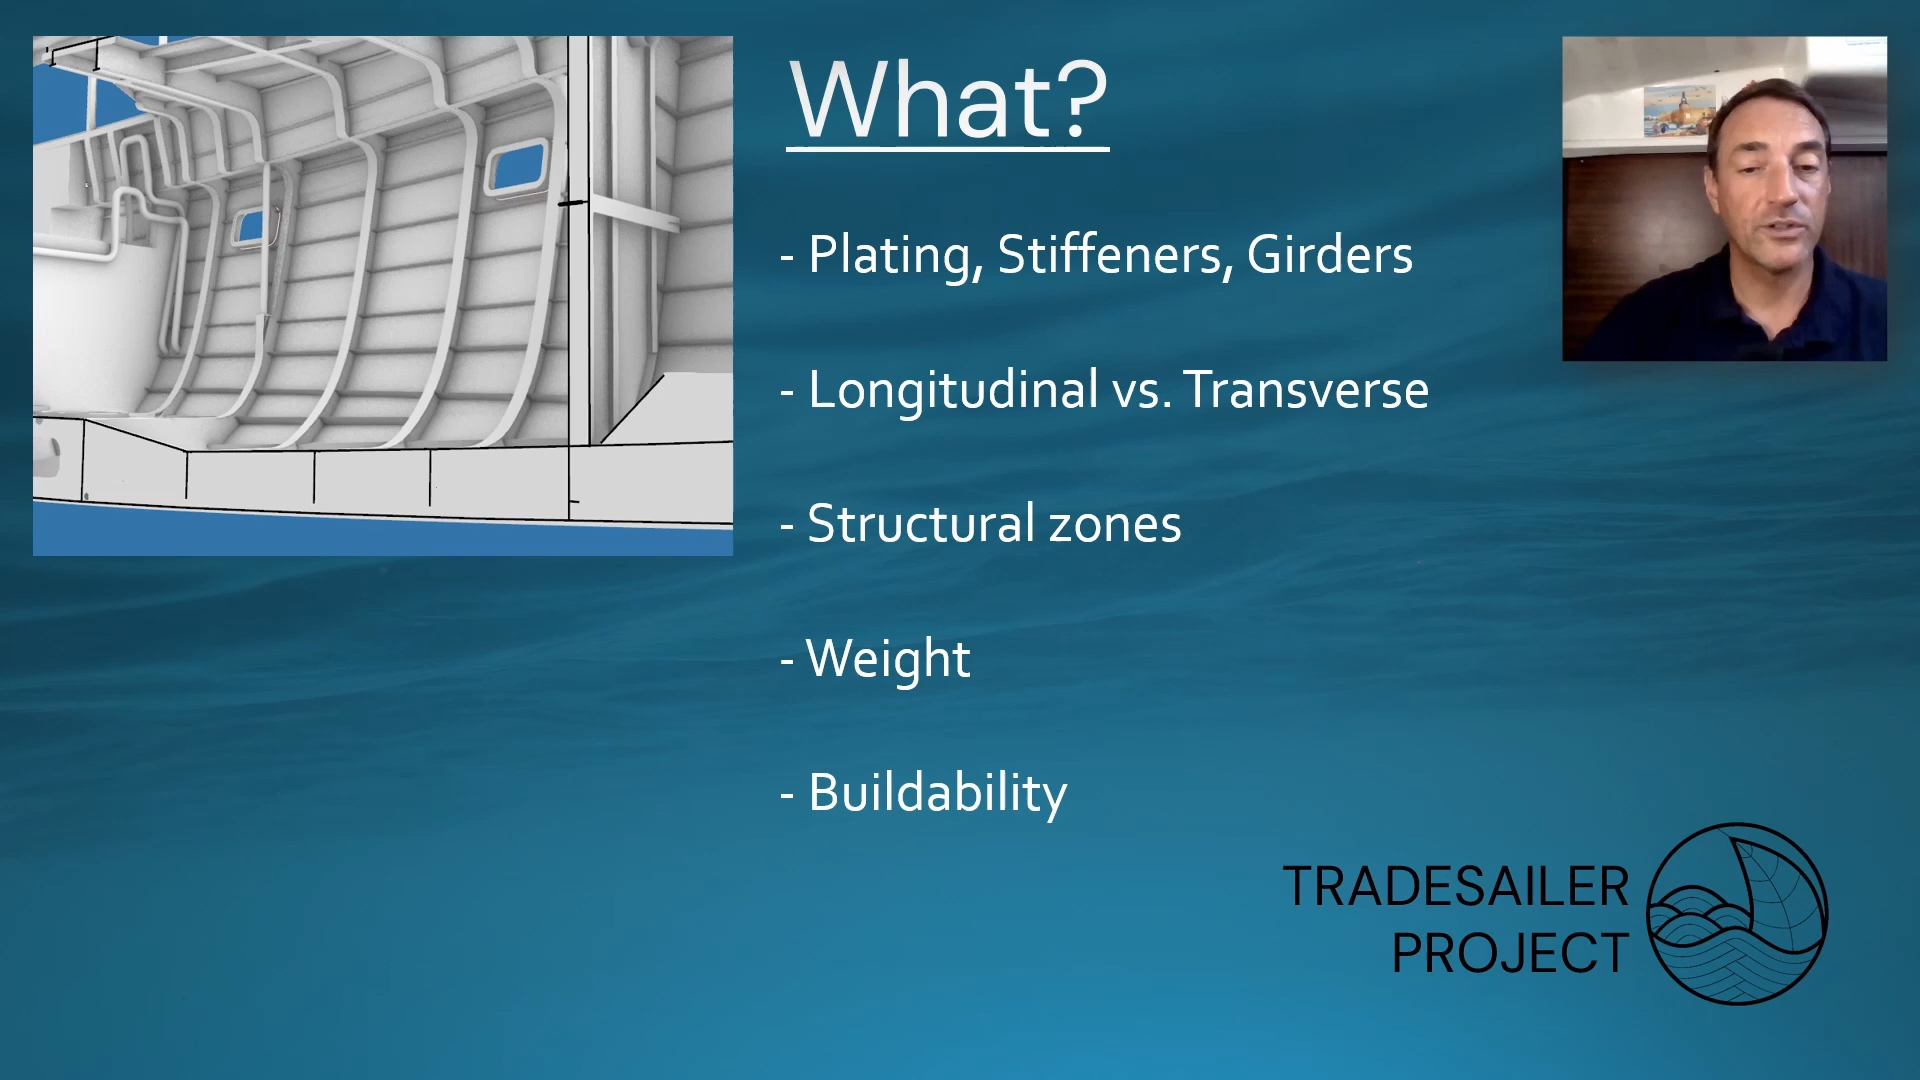 What?
- Plating, Stiffeners, Girders
- Longitudinal vs. Transverse
- Structural zones
- Weight
- Buildability
TRADESAILER
PROJECT